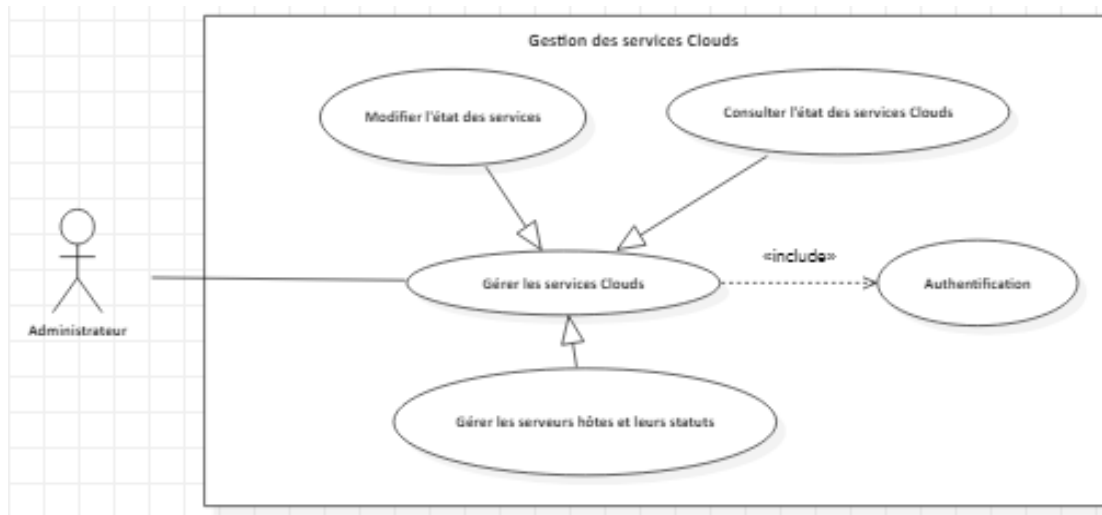 Gestion des services Clouds
Modifier l'état des services
Consulter l'état des services Clouds
«include»
Gérer les services Clouds
Authentification
Administrateur
Gérer les serveurs hôtes et leurs statuts